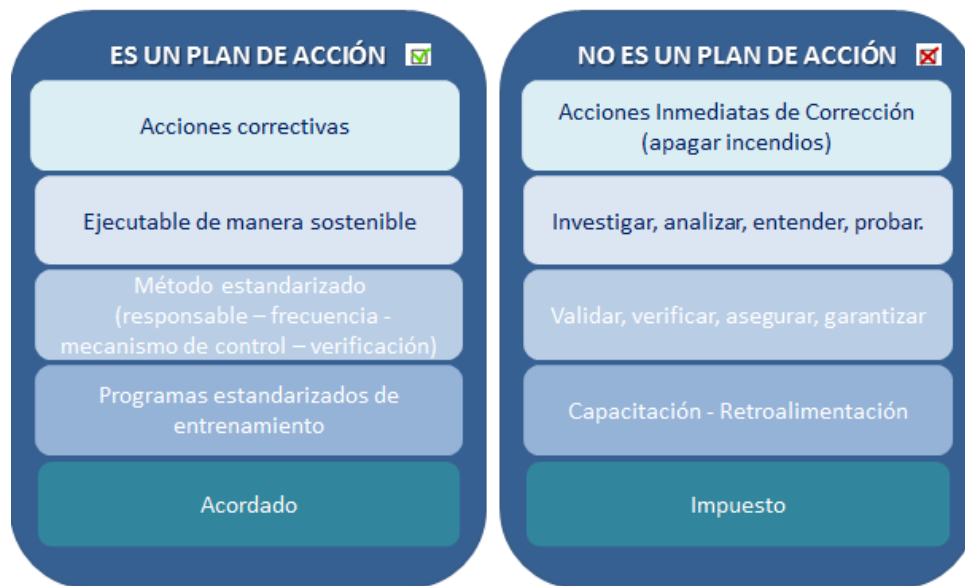 ES UN PLAN DE ACCIÓN
Acciones correctivas
Ejecutable de manera sostenible
Método estandarizado
(responsable – frecuencia -
mecanismo de control – verificación)
Programas estandarizados de
entrenamiento
Acordado
NO ES UN PLAN DE ACCIÓN
Acciones Inmediatas de Corrección
(apagar incendios)
Investigar, analizar, entender, probar.
Validar, verificar, asegurar, garantizar
Capacitación - Retroalimentación
Impuesto